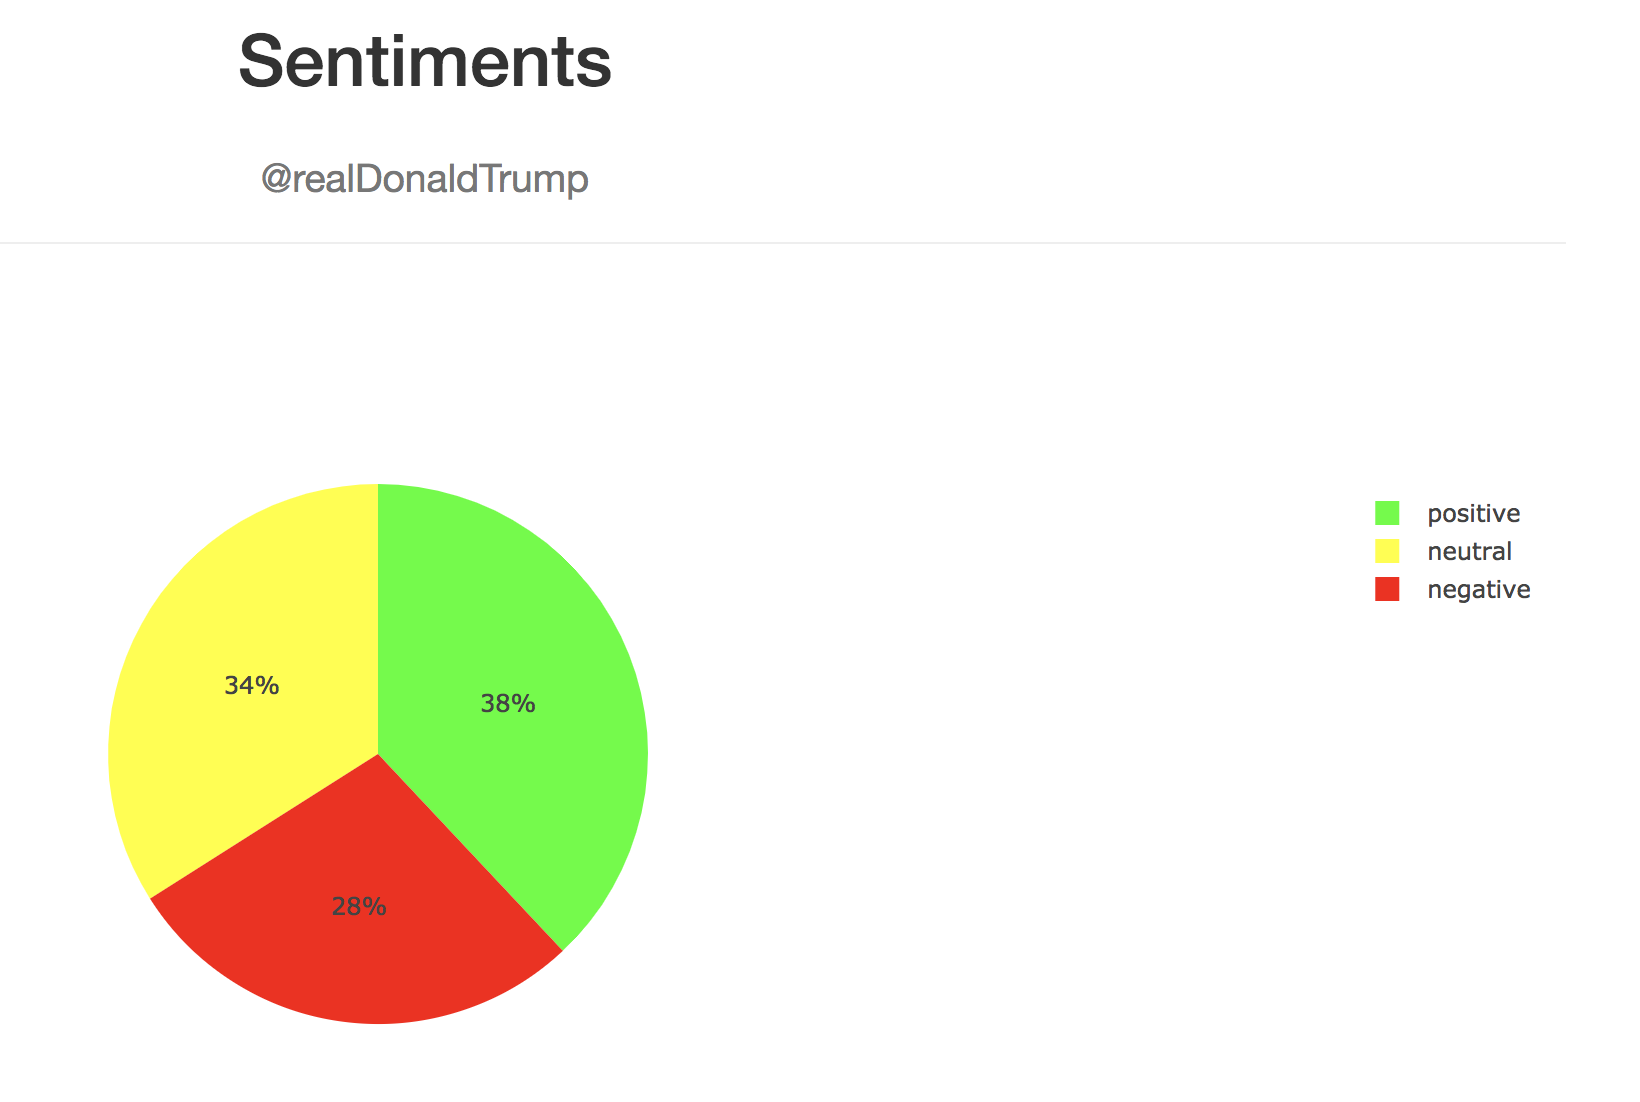 Sentiments
@realDonaldTrump
positive
neutral
negative
34%
38%
28%